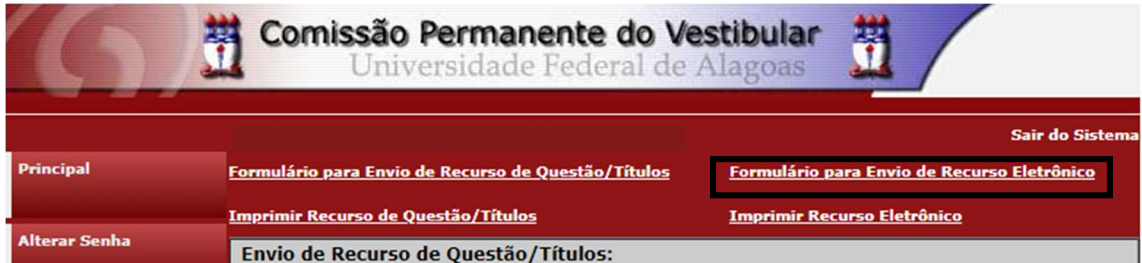 Comissão Permanente do Vestibular
Universidade Federal de Alagoas
Sair do Sistema
Principal
Formulário para Envio de Recurso de Questão/Títulos
Formulário para Envio de Recurso Eletrônico
Imprimir Recurso de Questão/Títulos
Imprimir Recurso Eletrônico
Alterar Senha
Envio de Recurso de Questão/Títulos: